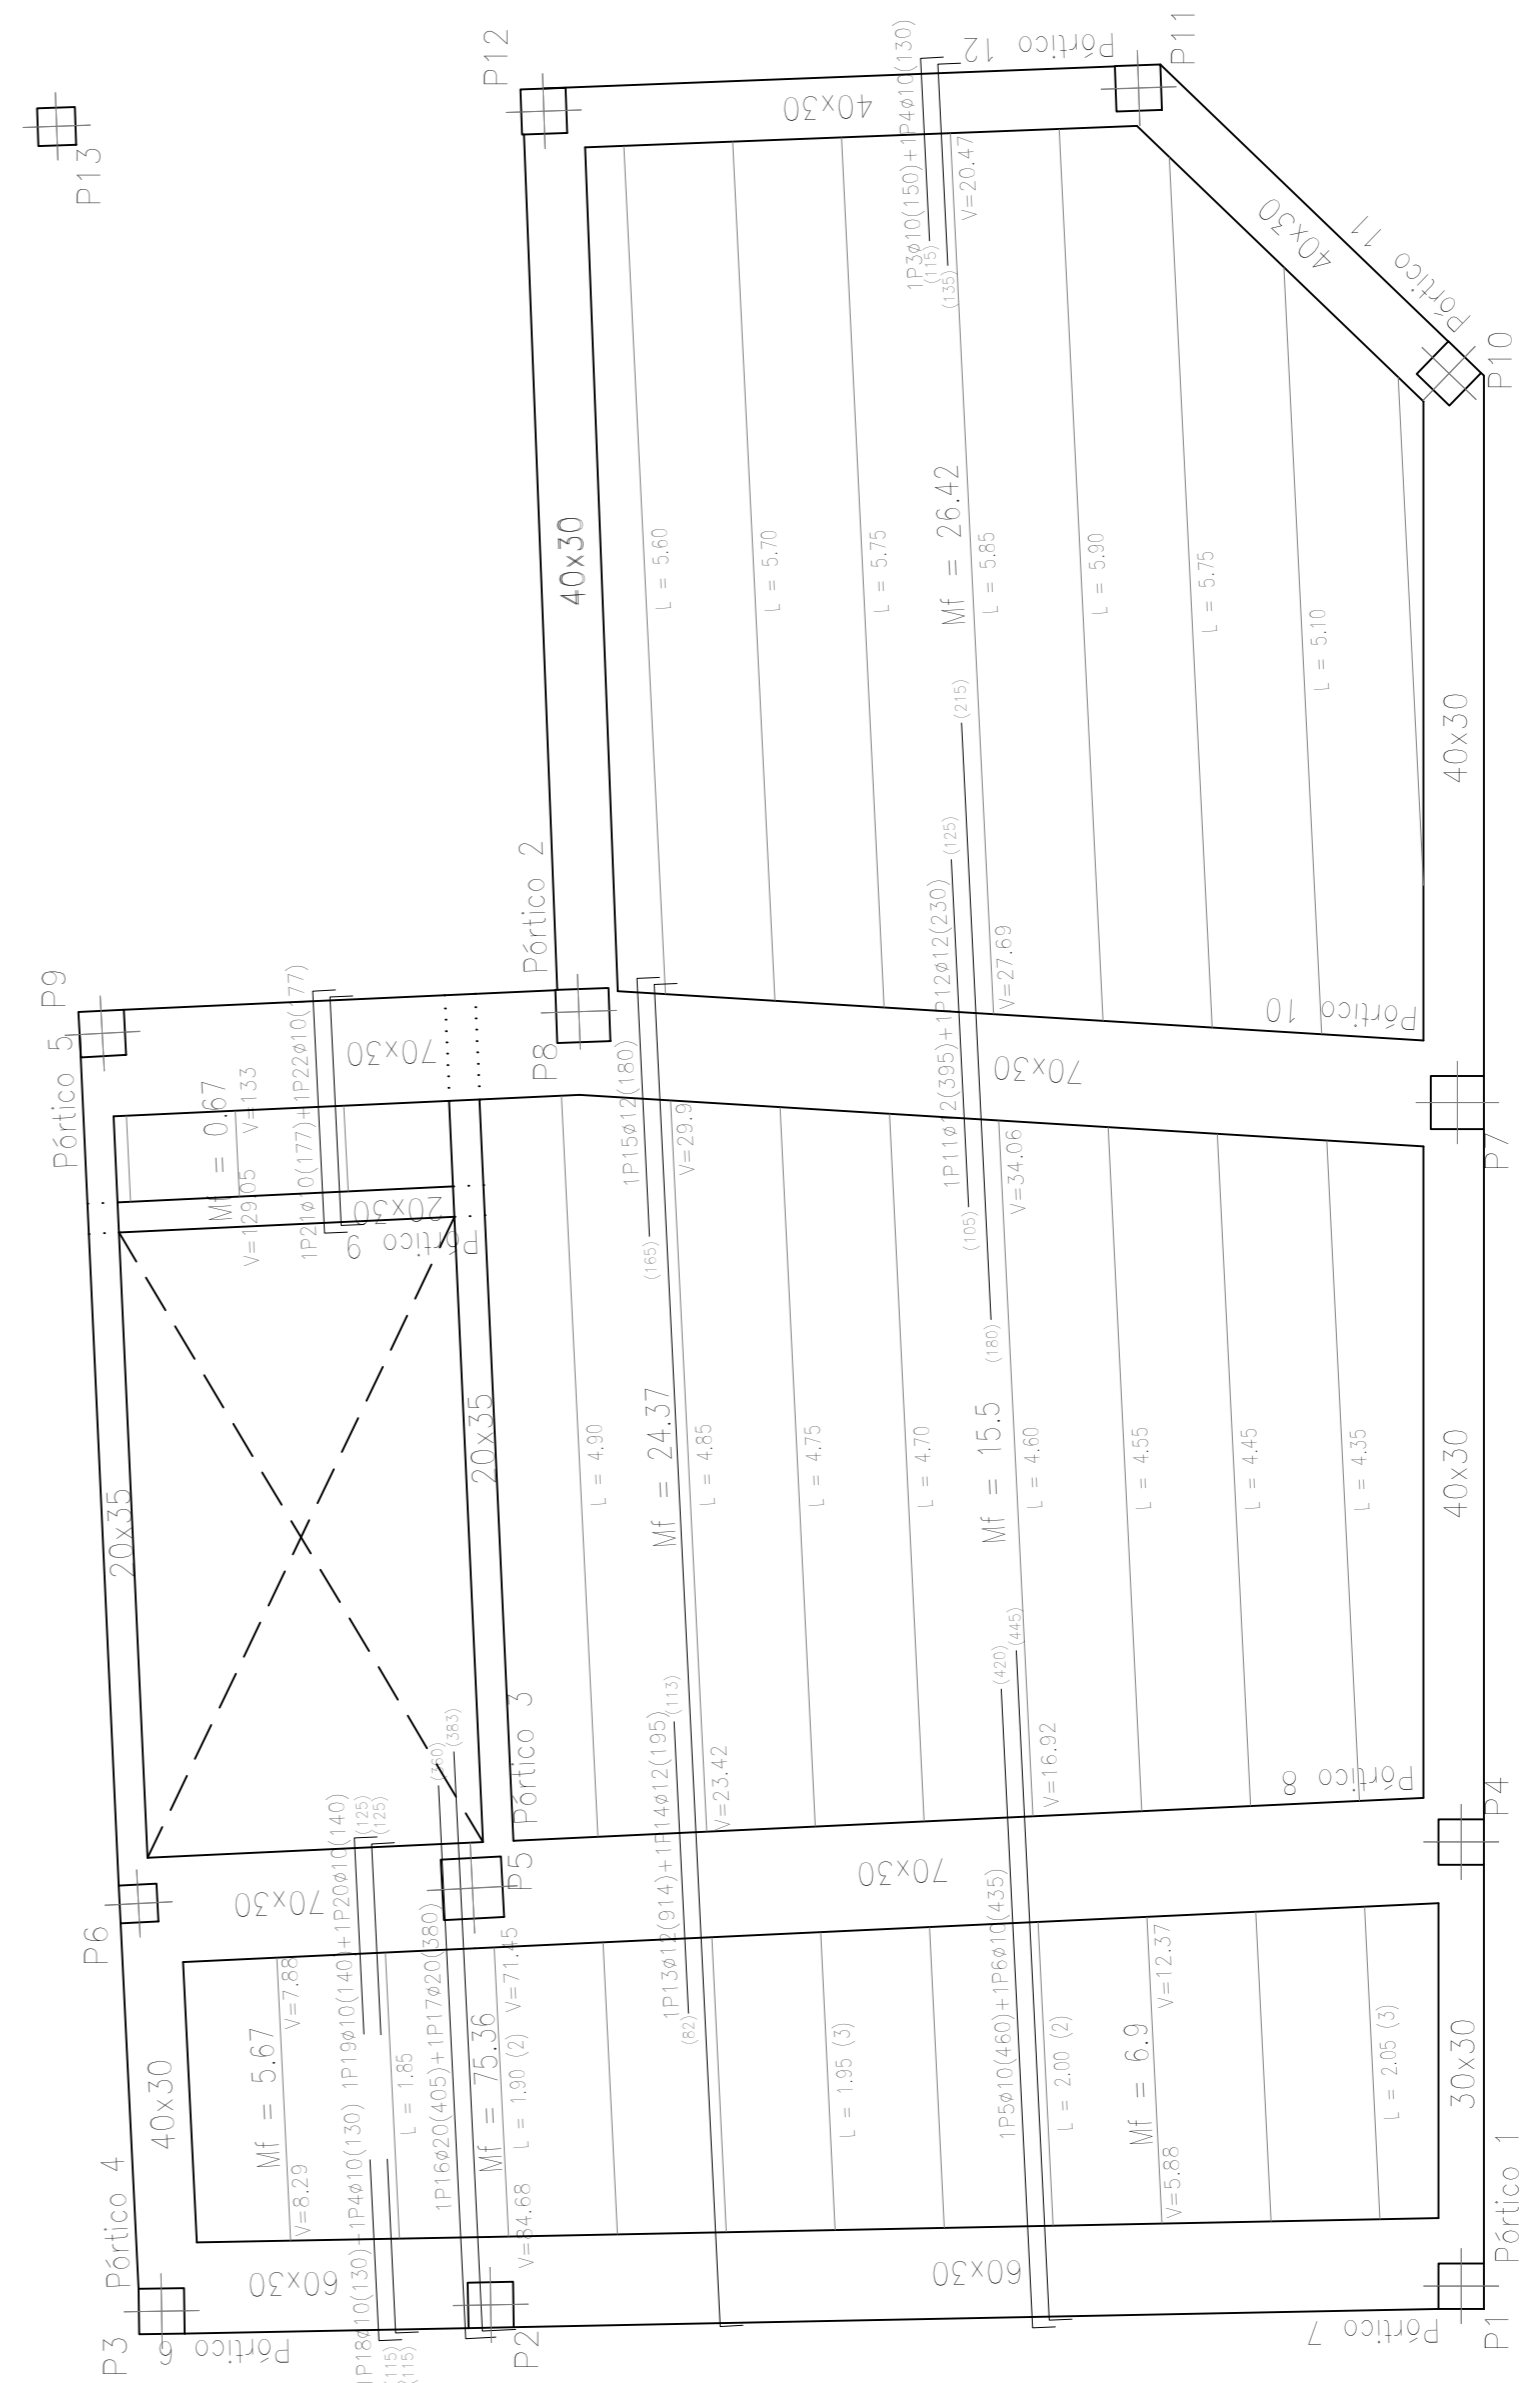 P13
P12
P11
Pórtico 12
40x30
1P3ø10(150)+1P4ø10(130)
(115)
(135)
V=20.47
40x30
Pórtico 11
P10
40x30
L = 5.60
L = 5.70
L = 5.75
Mf = 26.42
L = 5.85
L = 5.90
L = 5.75
L = 5.10
40x30
(215)
1P11ø12(395)+1P12ø12(230)
(125)
V=27.69
Pórtico 2
P9
Pórtico 5
P8
70x30
1P21ø10(177)+1P22ø10(177)
Mf = 0.67
V=129.05
V=133
20x30
Pórtico 9
1P15ø12(180)
(165)
V=29.9
70x30
Pórtico 10
P7
(105)
V=34.06
(180)
20x35
20x35
L = 4.90
Mf = 24.37
L = 4.85
L = 4.75
L = 4.70
Mf = 15.5
L = 4.60
L = 4.55
L = 4.45
L = 4.35
40x30
(420)
(445)
(113)
1P13ø12(914)+1P14ø12(195)
(82)
V=23.42
V=16.92
Pórtico 8
P4
Pórtico 3
P5
(360)
(383)
(125)
(125)
1P19ø10(140)+1P20ø10(140)
70x30
P6
70x30
1P16ø20(405)+1P17ø20(380)
1P5ø10(460)+1P6ø10(435)
V=7.88
V=71.45
V=12.37
40x30
Mf = 5.67
V=8.29
L = 1.85
Mf = 75.36
V=84.68
L = 1.90 (2)
L = 1.95 (3)
L = 2.00 (2)
Mf = 6.9
V=5.88
L = 2.05 (3)
30x30
Pórtico 4
1P18ø10(130)+1P4ø10(130)
(115)
(115)
60x30
60x30
P3
Pórtico 6
P2
Pórtico 7
P1
Pórtico 1